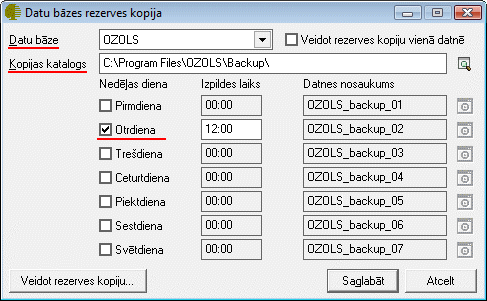 Datu bāzes rezerves kopija
Datu bāze OZOLS Veidot rezerves kopiju vienā datnē
Kopijas katalogs C:\Program Files\OZOLS\Backup\
Nedēļas diena Izpildes laiks Datnes nosaukums
Pirmdiena 00:00 OZOLS_backup_01
Otrdiena 12:00 OZOLS_backup_02
Trešdiena 00:00 OZOLS_backup_03
Ceturtdiena 00:00 OZOLS_backup_04
Piektdiena 00:00 OZOLS_backup_05
Sestdiena 00:00 OZOLS_backup_06
Svētdiena 00:00 OZOLS_backup_07
Veidot rezerves kopiju... Saglabāt Atcelt